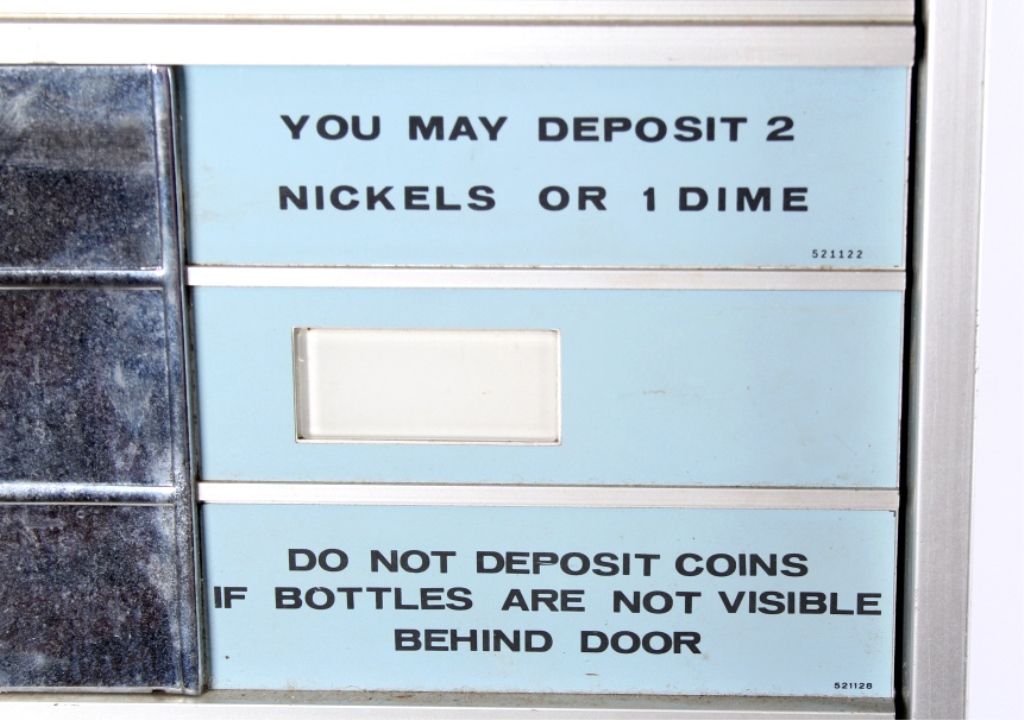 YOU MAY DEPOSIT 2
NICKELS OR 1 DIME
521122
DO NOT DEPOSIT COINS
IF BOTTLES ARE NOT VISIBLE
BEHIND DOOR
521128